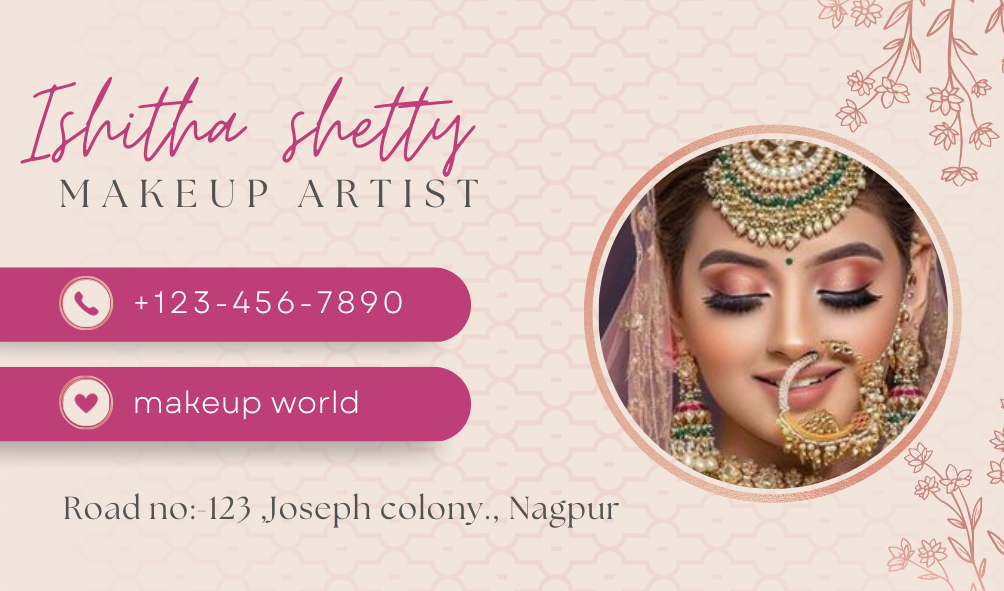 Ishitha shetty
MAKEUP ARTIST
+123-456-7890
makeup world
Road no:-123 ,Joseph colony., Nagpur